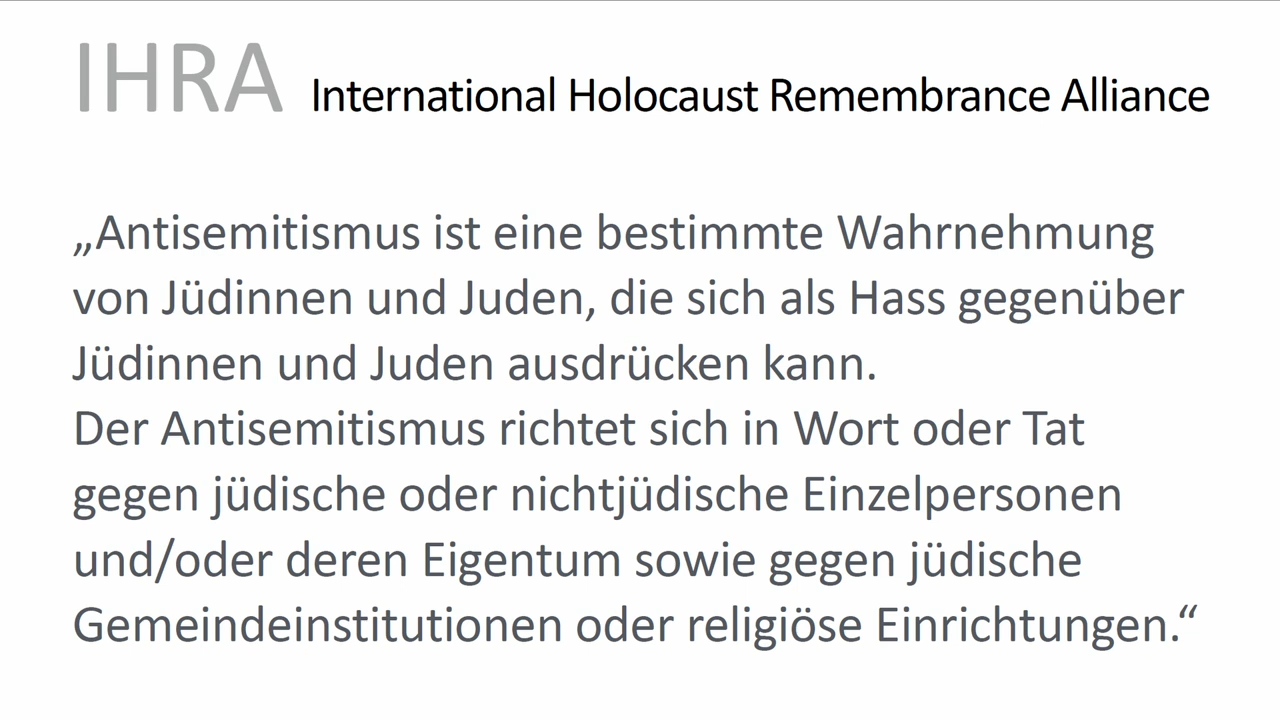 IHRA International Holocaust Remembrance Alliance
„Antisemitismus ist eine bestimmte Wahrnehmung
von Jüdinnen und Juden, die sich als Hass gegenüber
Jüdinnen und Juden ausdrücken kann.
Der Antisemitismus richtet sich in Wort oder Tat
gegen jüdische oder nichtjüdische Einzelpersonen
und/oder deren Eigentum sowie gegen jüdische
Gemeindeinstitutionen oder religiöse Einrichtungen.“